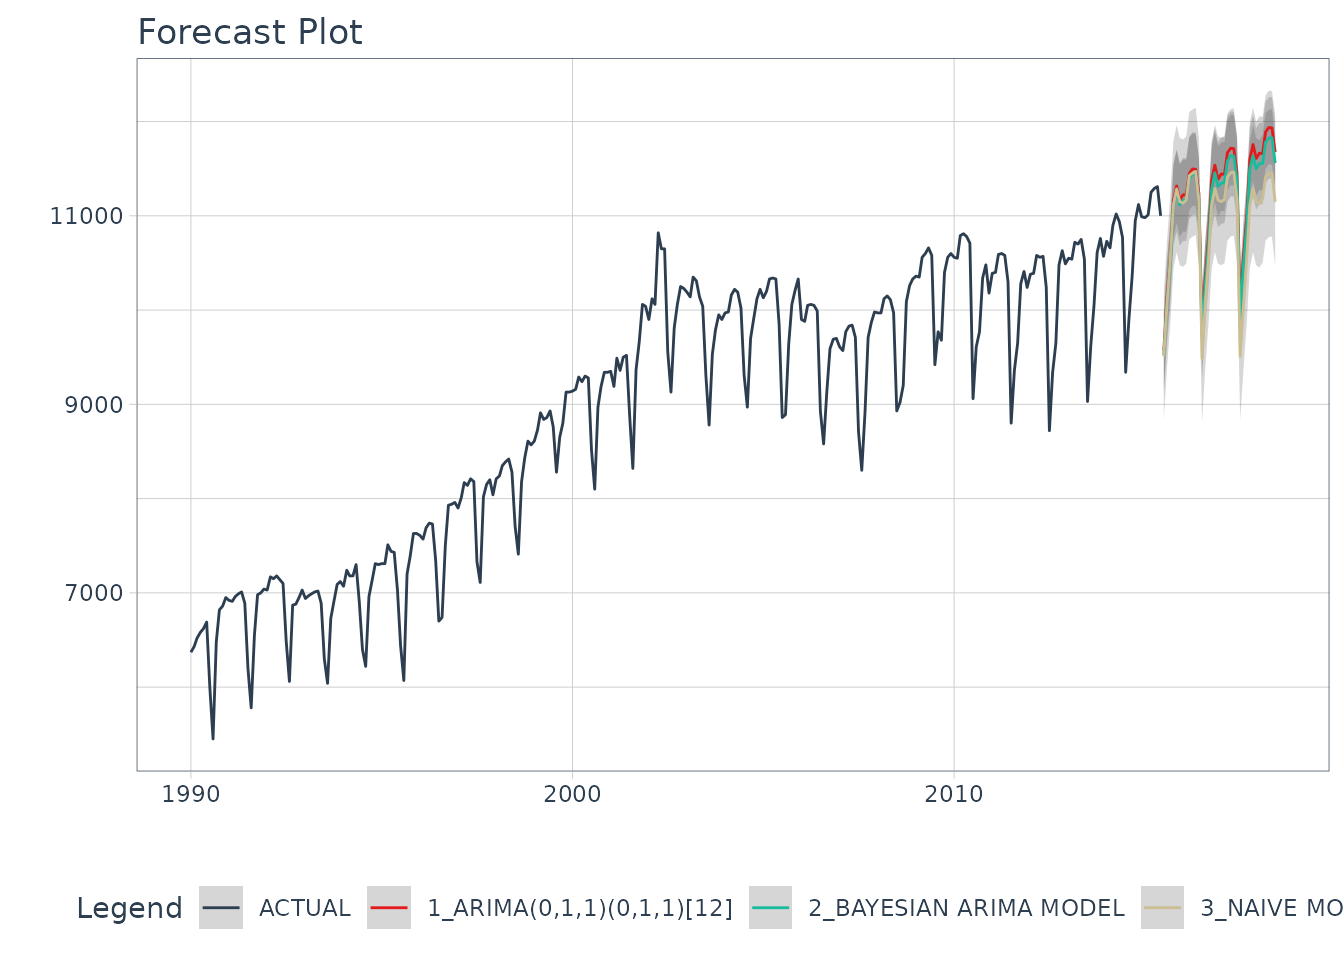 Forecast Plot
11000
9000
7000
1990 2000 2010
Legend ACTUAL 1_ARIMA(0,1,1)(0,1,1)[12] 2_BAYESIAN ARIMA MODEL 3_NAIVE MO